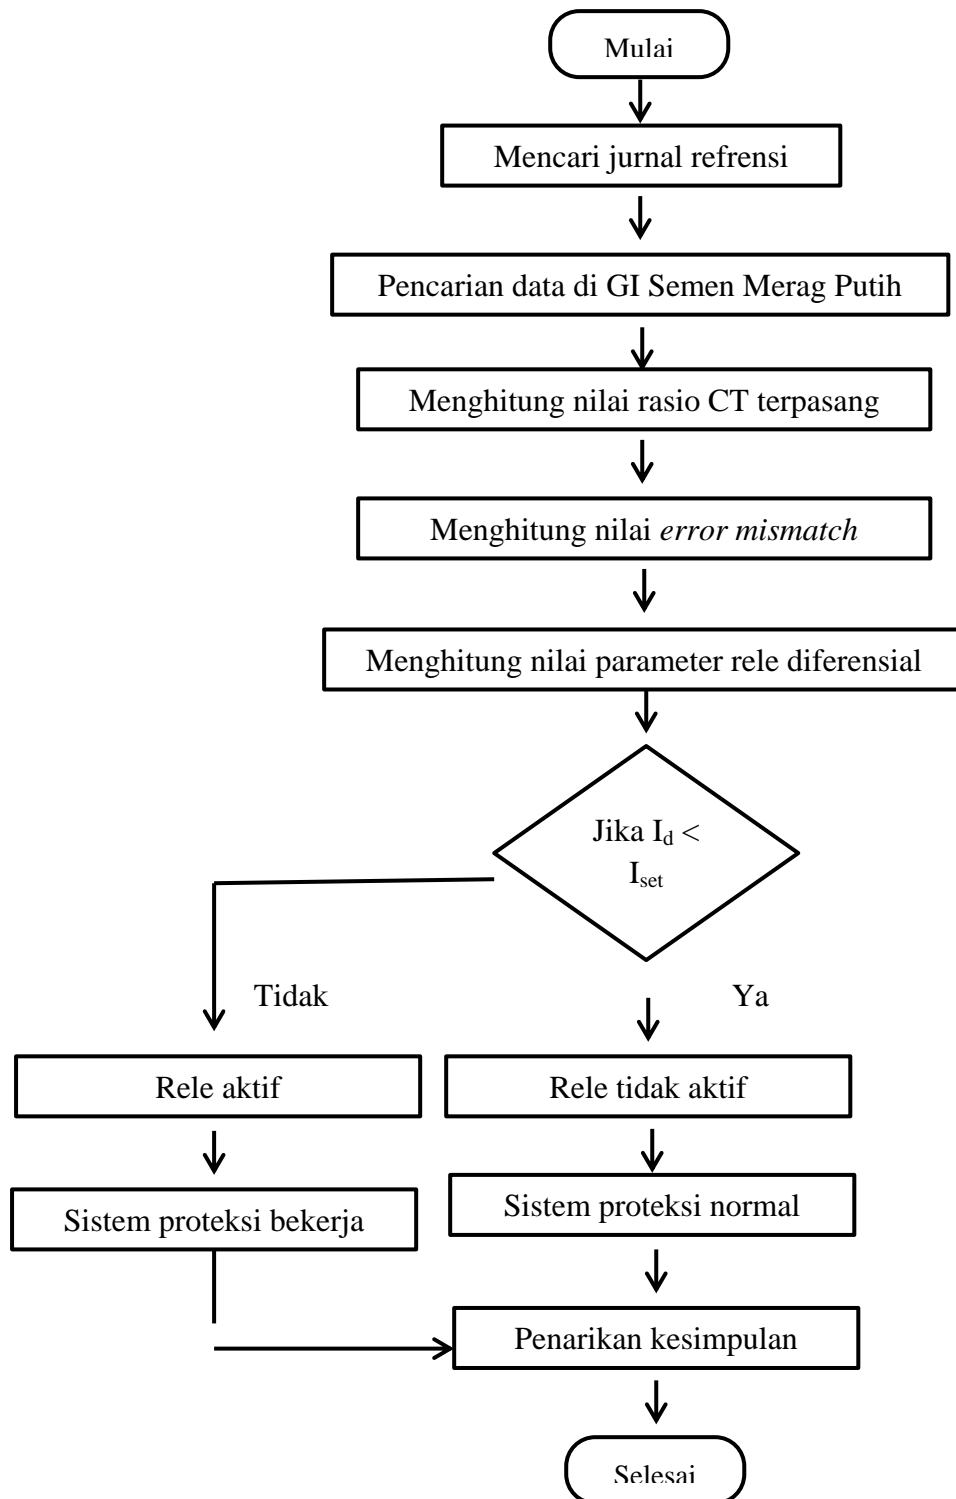 Mulai
Mencari jurnal refrensi
Pencarian data di GI Semen Merag Putih
Menghitung nilai rasio CT terpasang
Menghitung nilai error mismatch
Menghitung nilai parameter rele diferensial
Jika Id <
Iset
Tidak
Ya
Rele aktif
Rele tidak aktif
Sistem proteksi bekerja
Sistem proteksi normal
Penarikan kesimpulan
Selesai